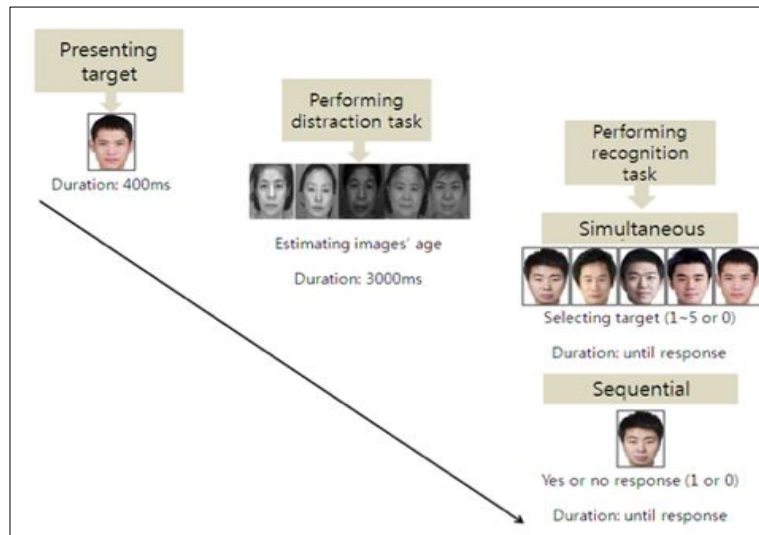 Presenting
target
Duration: 400ms
Performing
distraction task
Estimating images' age
Duration: 3000ms
Performing
recognition
task
Simultaneous
Selecting target (1~5 or 0)
Duration: until response
Sequential
Yes or no response (1 or 0)
Duration: until response